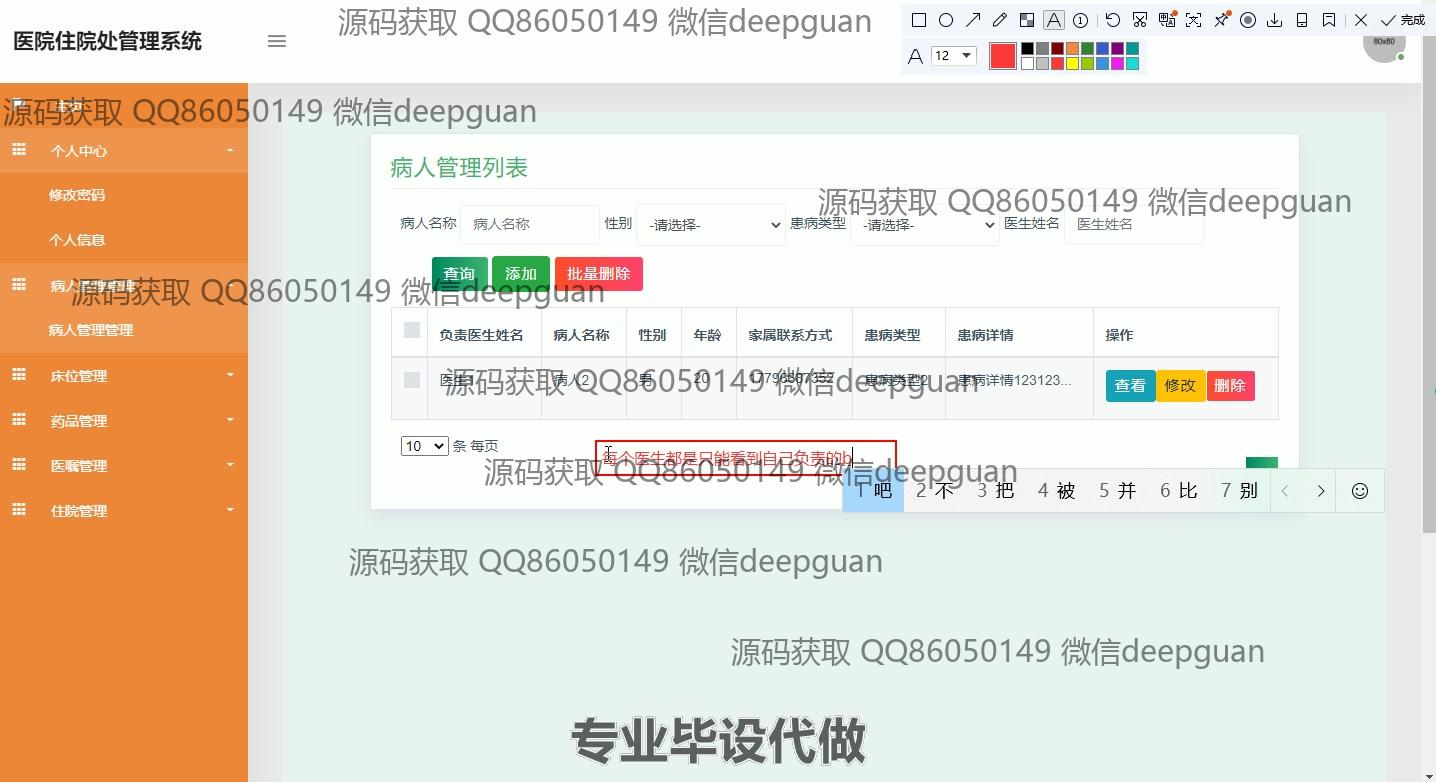 源码获取 QQ86050149 微信deepguan
完成
医院住院处管理系统
12
60x60
源码获取 QQ86050149 微信deepguan
个人中心
修改密码
个人信息
病人管理管理
床位管理
药品管理
医嘱管理
住院管理
病人管理列表
源码获取 QQ86050149 微信deepguan
病人名称 病人名称 性别 -请选择- 患病类型 -请选择- 医生姓名 医生姓名
查询 添加 批量删除
源码获取 QQ86050149 微信deepguan
负责医生姓名 病人名称 性别 年龄 家属联系方式 患病类型 患病详情 操作
医生1 病人2 男 20 17796807352 患病类型2 患病详情123123... 查看 修改 删除
源码获取 QQ86050149 微信deepguan
10 条 每页
每个医生都是只能看到自己负责的b
源码获取 QQ86050149 微信deepguan
1 吧 2 不 3 把 4 被 5 并 6 比 7 别
源码获取 QQ86050149 微信deepguan
源码获取 QQ86050149 微信deepguan
专业毕设代做